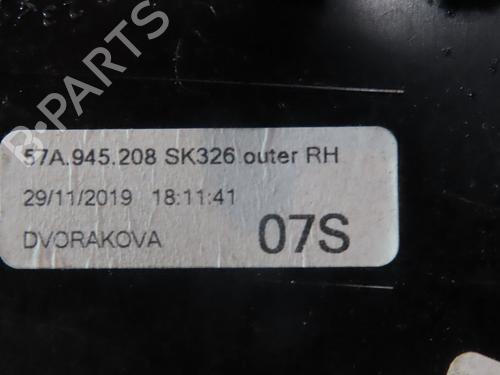 57A.945.208 SK326 outer RH
29/11/2019 18:11:41
DVORAKOVA 07S
B-PARTS